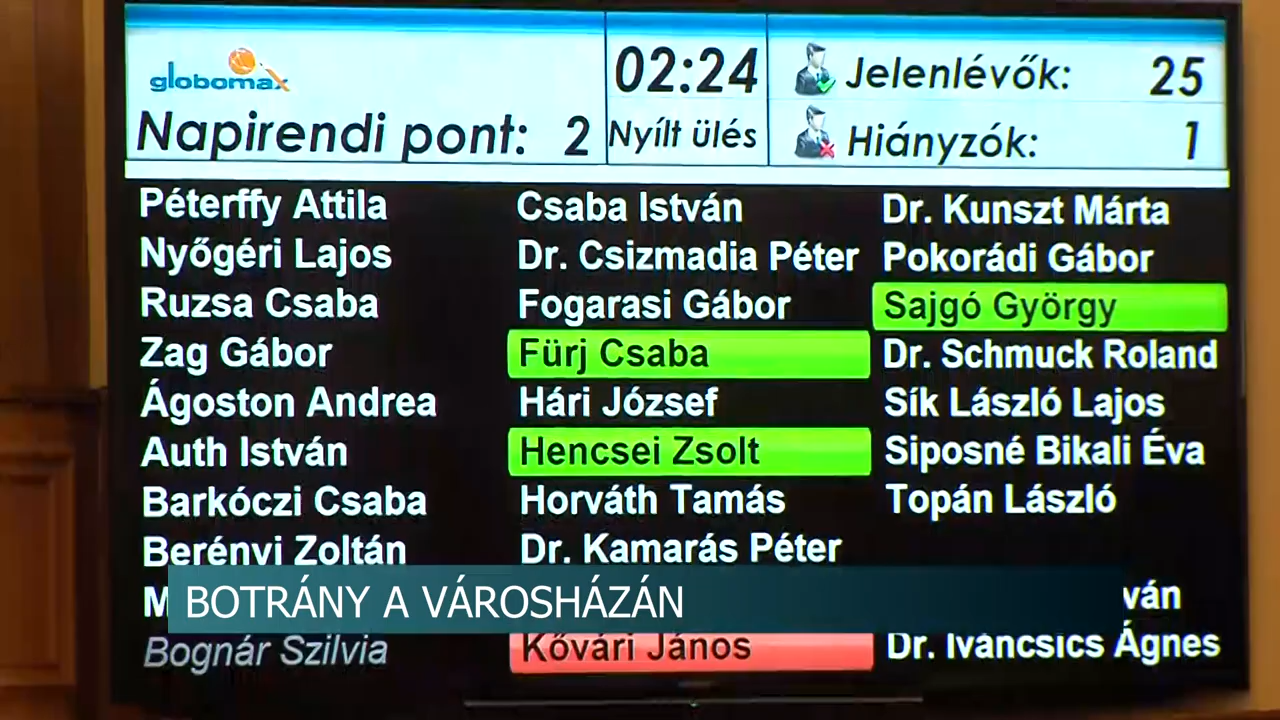 globomax
Napirendi pont: 2
02:24
Nyílt ülés
Jelenlévők: 25
Hiányzók: 1
Péterffy Attila
Nyőgéri Lajos
Ruzsa Csaba
Zag Gábor
Ágoston Andrea
Auth István
Barkóczi Csaba
Berényi Zoltán
Bognár Szilvia
Csaba István
Dr. Csizmadia Péter
Fogarasi Gábor
Fürj Csaba
Hári József
Hencsei Zsolt
Horváth Tamás
Dr. Kamarás Péter
Kővári János
Dr. Kunszt Márta
Pokorádi Gábor
Sajgó György
Dr. Schmuck Roland
Sík László Lajos
Siposné Bikali Éva
Topán László
Dr. Iváncsics Ágnes
BOTRÁNY A VÁROSHÁZÁN